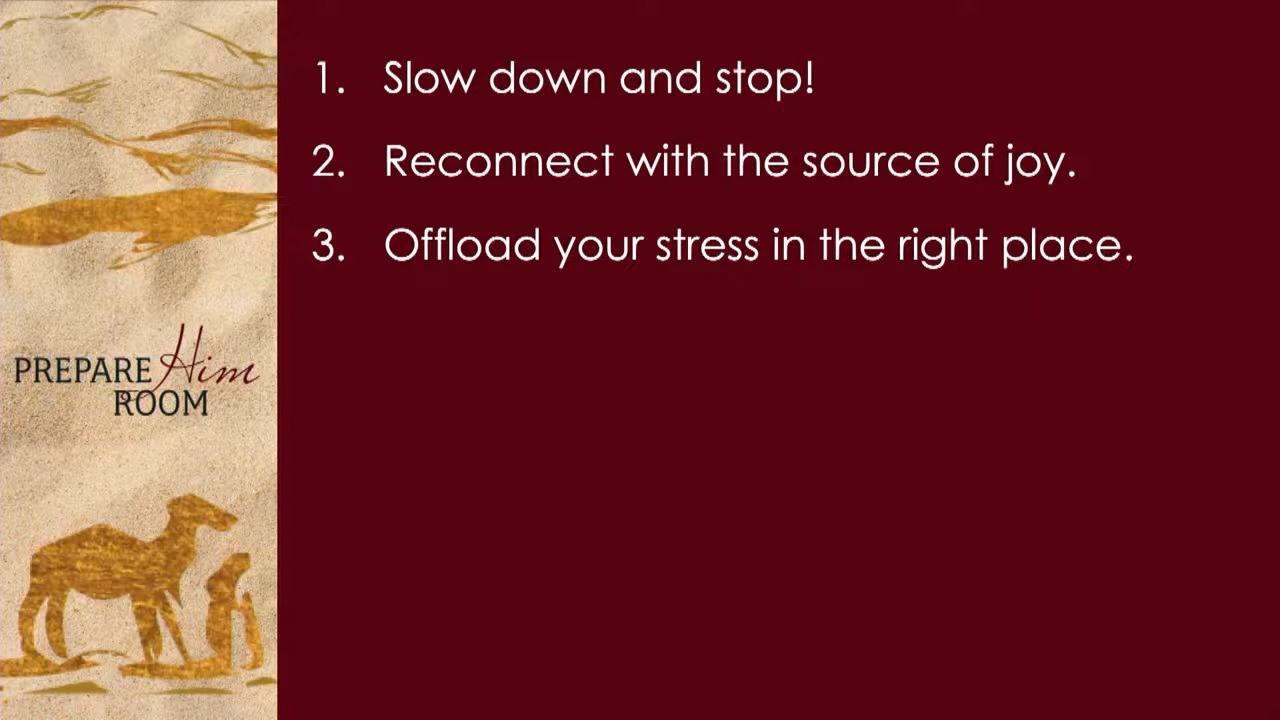 1. Slow down and stop!
2. Reconnect with the source of joy.
3. Offload your stress in the right place.
PREPARE Him
ROOM